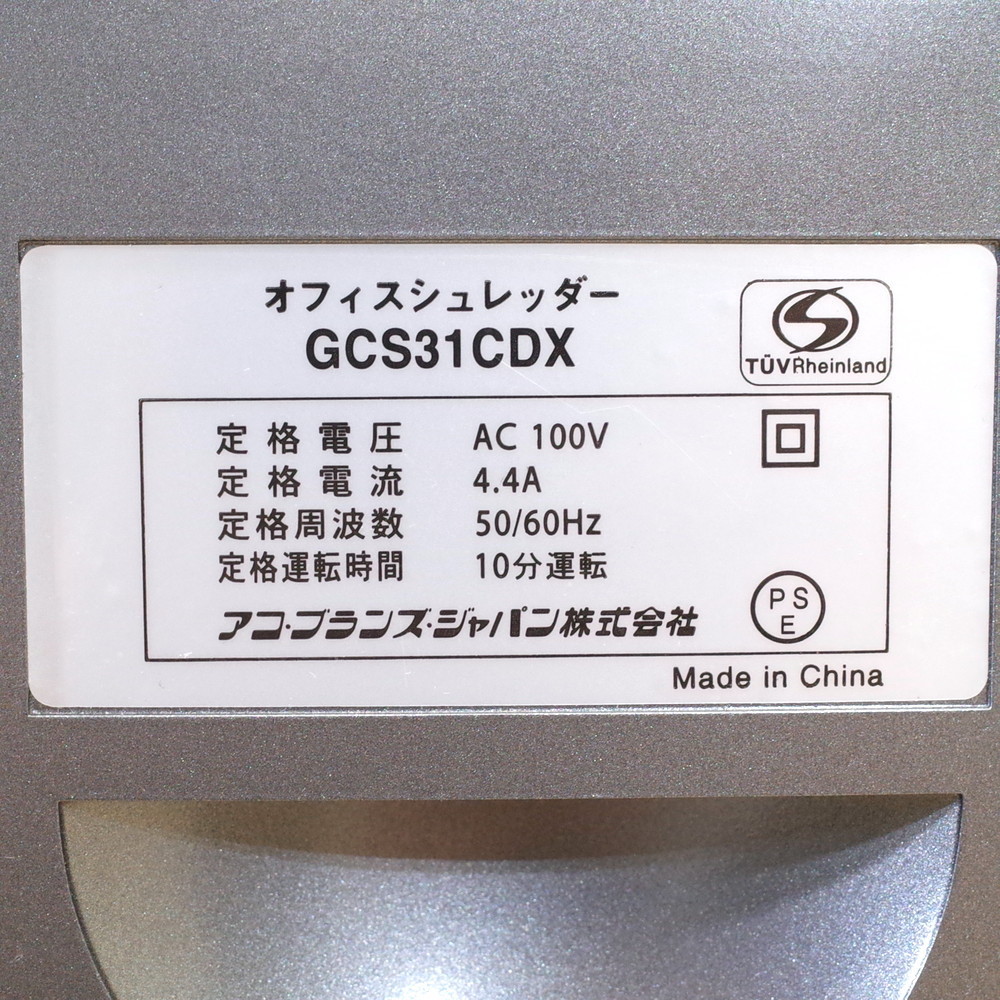 オフィスシュレッダー
GCS31CDX
TÜVRheinland
定格電圧 AC 100V
定格電流 4.4A
定格周波数 50/60Hz
定格運転時間 10分運転
アコ・ブランズ・ジャパン株式会社
PS
E
Made in China